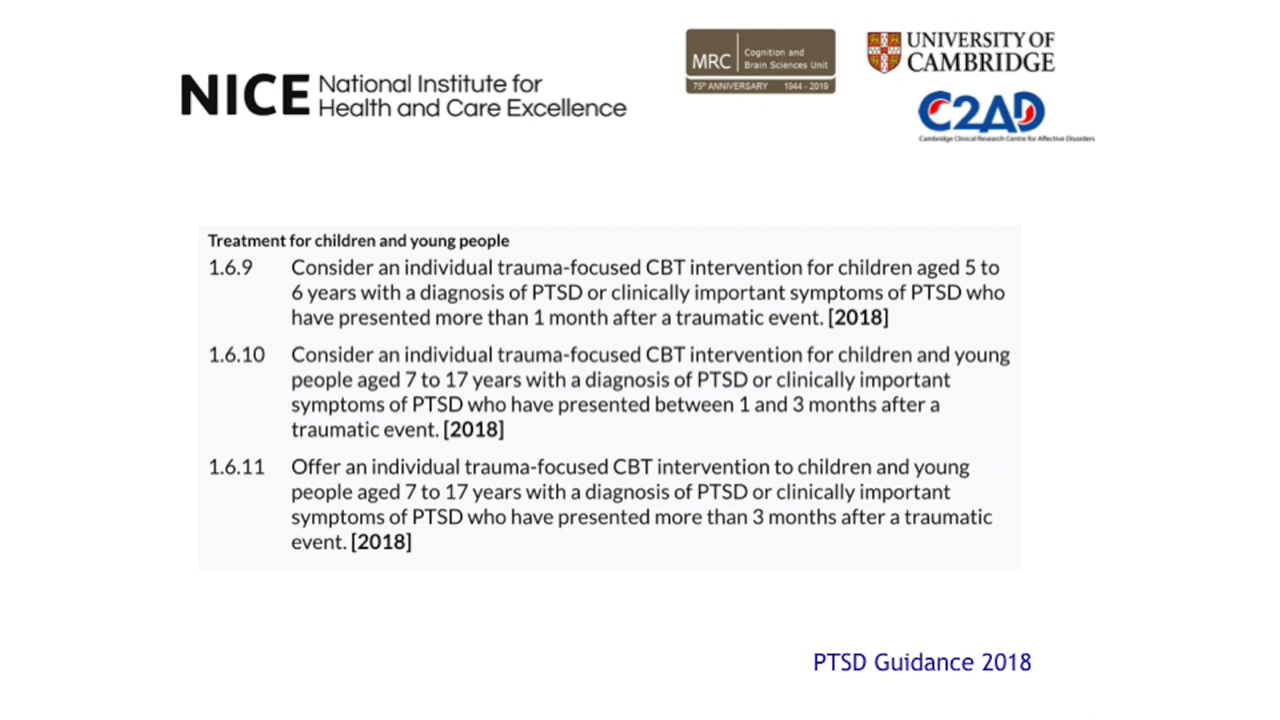 NICE National Institute for
Health and Care Excellence
MRC Cognition and
Brain Sciences Unit
75th ANNIVERSARY 1944 - 2019
UNIVERSITY OF
CAMBRIDGE
C2AD
Cambridge Clinical Research Centre for Affective Disorders
Treatment for children and young people
1.6.9 Consider an individual trauma-focused CBT intervention for children aged 5 to
6 years with a diagnosis of PTSD or clinically important symptoms of PTSD who
have presented more than 1 month after a traumatic event. [2018]
1.6.10 Consider an individual trauma-focused CBT intervention for children and young
people aged 7 to 17 years with a diagnosis of PTSD or clinically important
symptoms of PTSD who have presented between 1 and 3 months after a
traumatic event. [2018]
1.6.11 Offer an individual trauma-focused CBT intervention to children and young
people aged 7 to 17 years with a diagnosis of PTSD or clinically important
symptoms of PTSD who have presented more than 3 months after a traumatic
event. [2018]
PTSD Guidance 2018